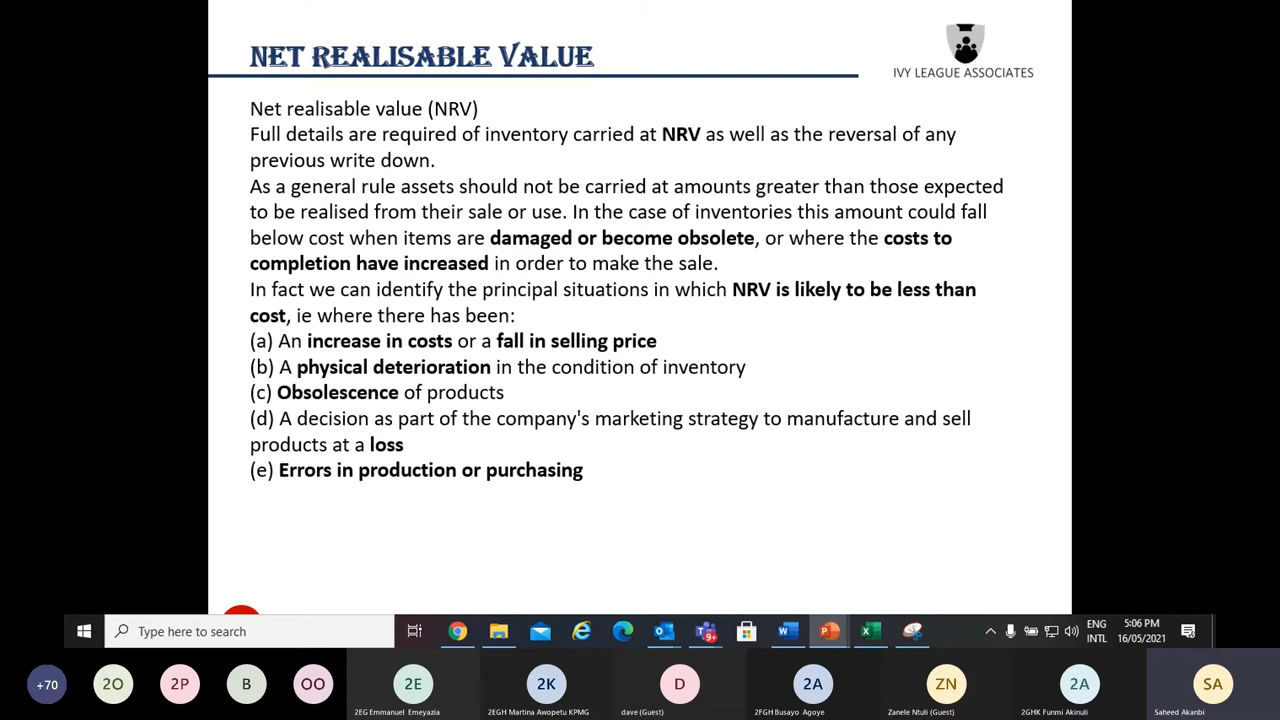 NET REALISABLE VALUE
IVY LEAGUE ASSOCIATES
Net realisable value (NRV)
Full details are required of inventory carried at NRV as well as the reversal of any
previous write down.
As a general rule assets should not be carried at amounts greater than those expected
to be realised from their sale or use. In the case of inventories this amount could fall
below cost when items are damaged or become obsolete, or where the costs to
completion have increased in order to make the sale.
In fact we can identify the principal situations in which NRV is likely to be less than
cost, ie where there has been:
(a) An increase in costs or a fall in selling price
(b) A physical deterioration in the condition of inventory
(c) Obsolescence of products
(d) A decision as part of the company's marketing strategy to manufacture and sell
products at a loss
(e) Errors in production or purchasing
Type here to search
9+
ENG
INTL
5:06 PM
16/05/2021
+70
2O
2P
B
OO
2E
2K
D
2A
ZN
2A
SA
2EG Emmanuel Emeyazia
2EGH Martina Awopetu KPMG
dave (Guest)
2FGH Busayo Agoye
Zanele Ntuli (Guest)
2GHK Funmi Akinuli
Saheed Akanbi